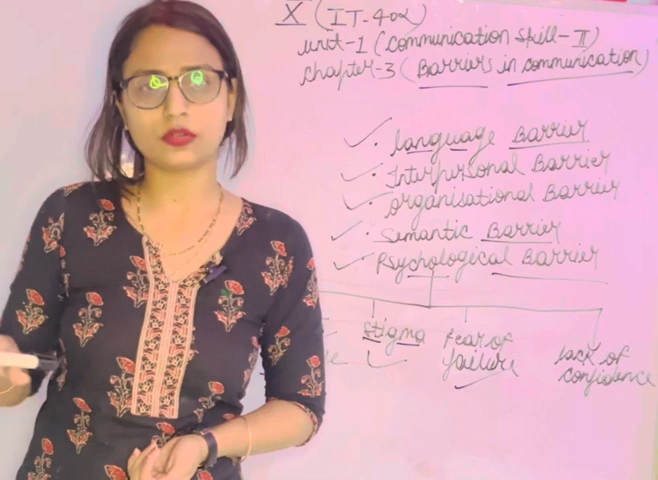 X (IT-402)
unit-1 (communication skill-II)
chapter-3 (Barriers in communication)
language Barrier
Interpersonal Barrier
organisational Barrier
Semantic Barrier
Psychological Barrier
Stigma fear of failure lack of confidence